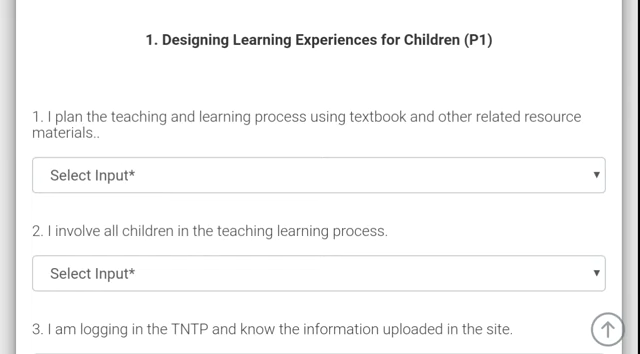 1. Designing Learning Experiences for Children (P1)
1. I plan the teaching and learning process using textbook and other related resource
materials..
Select Input*
2. I involve all children in the teaching learning process.
Select Input*
3. I am logging in the TNTP and know the information uploaded in the site.